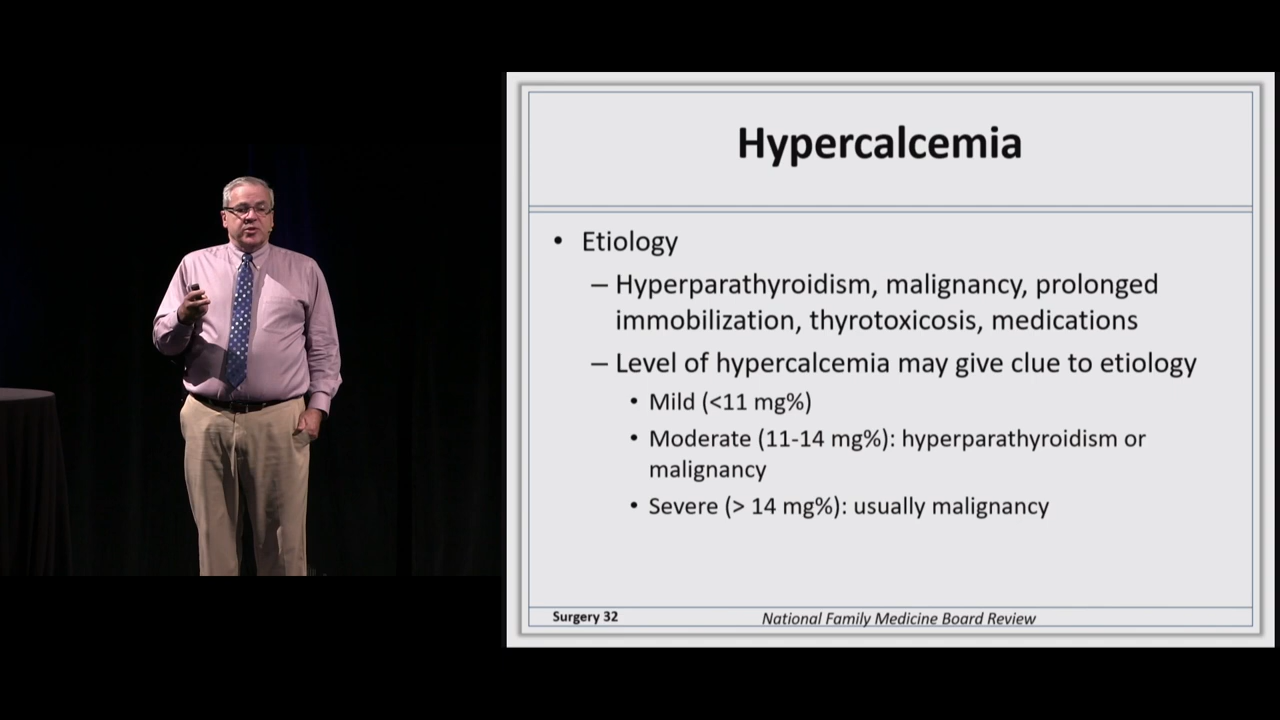 Hypercalcemia
• Etiology
– Hyperparathyroidism, malignancy, prolonged
immobilization, thyrotoxicosis, medications
– Level of hypercalcemia may give clue to etiology
• Mild (<11 mg%)
• Moderate (11-14 mg%): hyperparathyroidism or
malignancy
• Severe (> 14 mg%): usually malignancy
Surgery 32
National Family Medicine Board Review